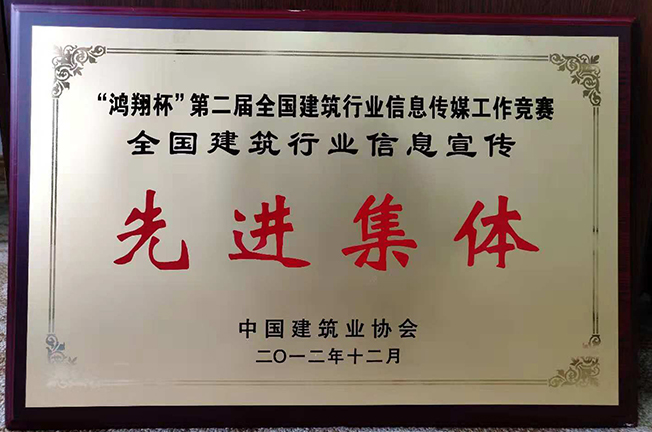 “鸿翔杯”第二届全国建筑行业信息传媒工作竞赛
全国建筑行业信息宣传
先进集体
中国建筑业协会
二〇一二年十二月